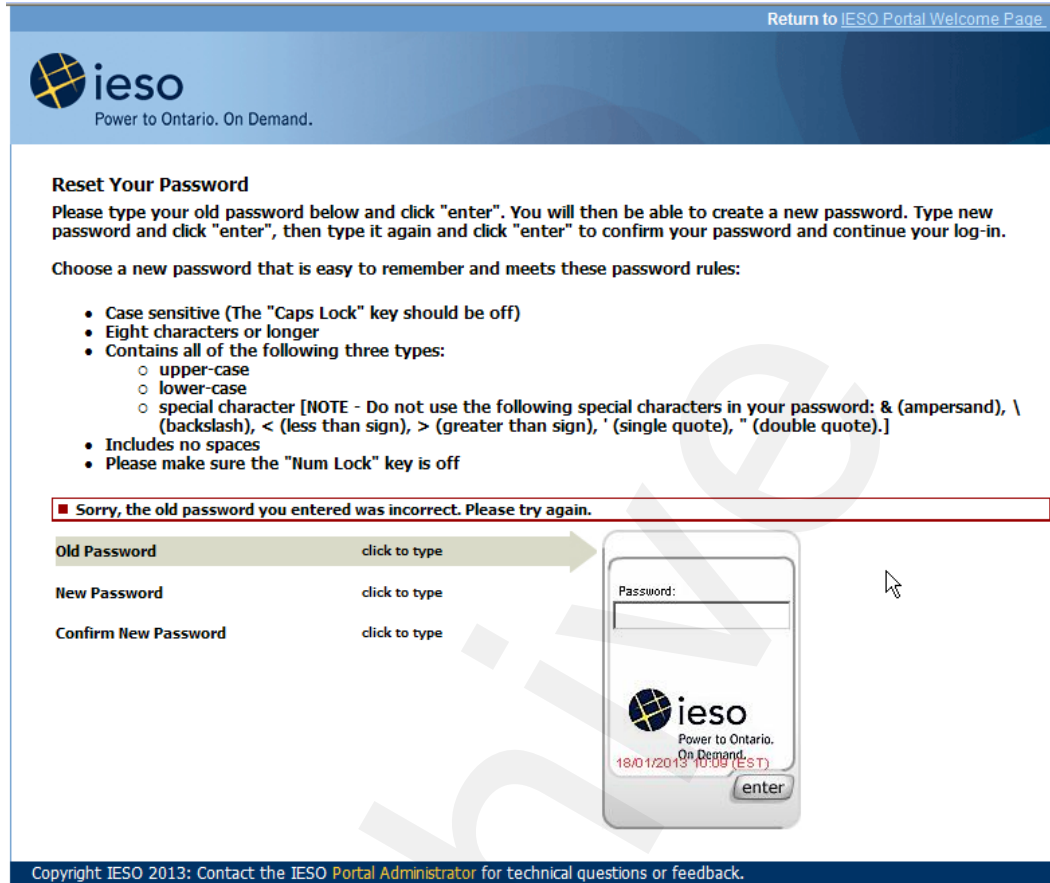 Return to IESO Portal Welcome Page
ieso
Power to Ontario. On Demand.
Reset Your Password
Please type your old password below and click "enter". You will then be able to create a new password. Type new
password and click "enter", then type it again and click "enter" to confirm your password and continue your log-in.
Choose a new password that is easy to remember and meets these password rules:
• Case sensitive (The "Caps Lock" key should be off)
• Eight characters or longer
• Contains all of the following three types:
○ upper-case
○ lower-case
○ special character [NOTE - Do not use the following special characters in your password: & (ampersand), \
(backslash), < (less than sign), > (greater than sign), ' (single quote), " (double quote).]
• Includes no spaces
• Please make sure the "Num Lock" key is off
Sorry, the old password you entered was incorrect. Please try again.
Old Password click to type
New Password click to type
Confirm New Password click to type
Password:
ieso
Power to Ontario.
On Demand.
18/01/2013 10:09 (EST)
enter
Copyright IESO 2013: Contact the IESO Portal Administrator for technical questions or feedback.
hive